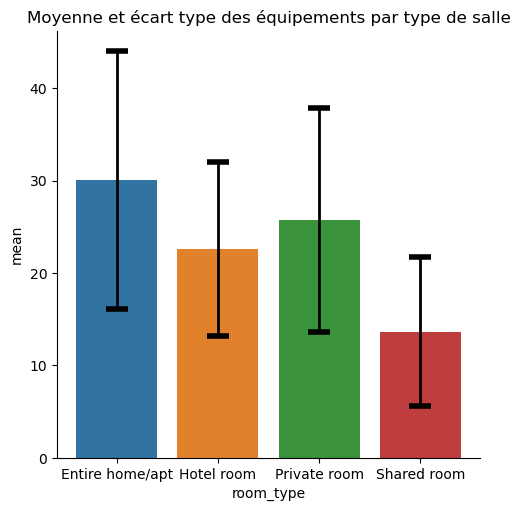 Moyenne et écart type des équipements par type de salle
40
30
20
10
0
mean
Entire home/apt Hotel room Private room Shared room
room_type